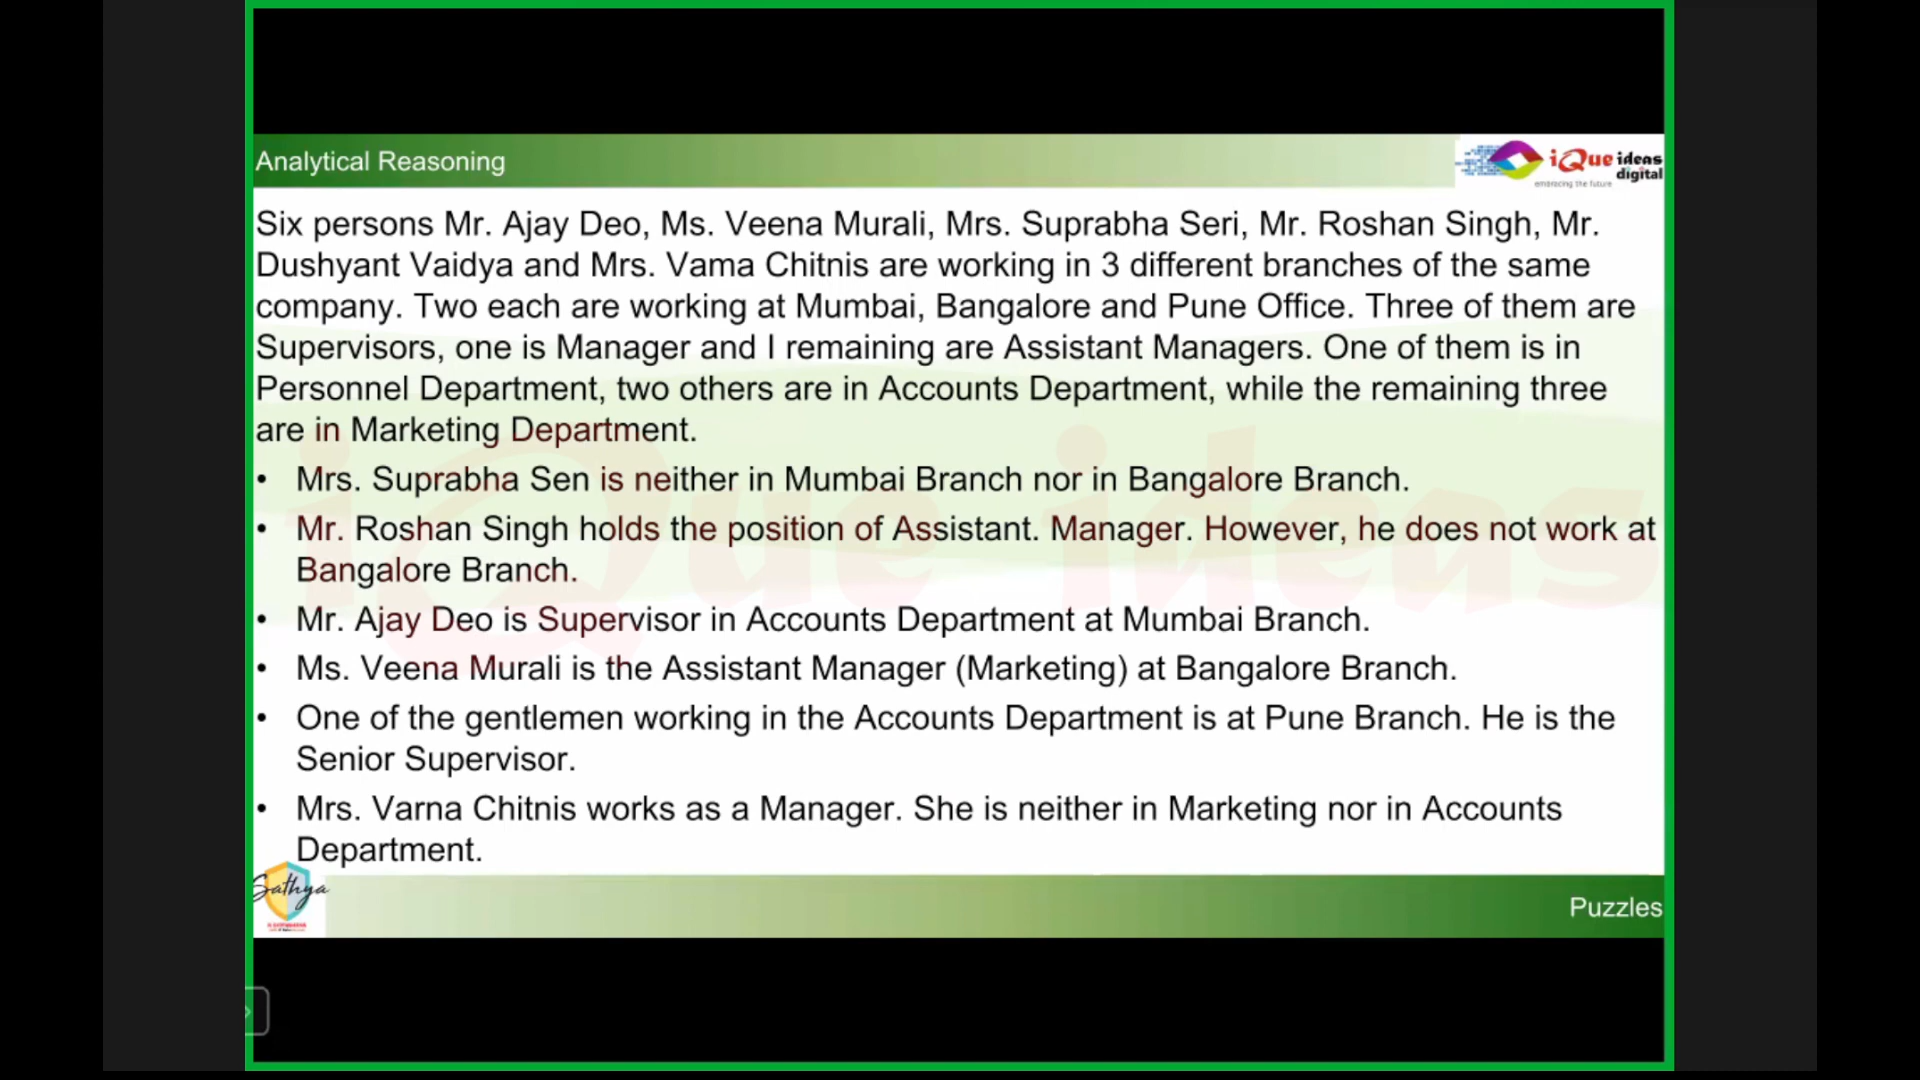 Analytical Reasoning
iQue ideas
digital
embracing the future
Six persons Mr. Ajay Deo, Ms. Veena Murali, Mrs. Suprabha Seri, Mr. Roshan Singh, Mr.
Dushyant Vaidya and Mrs. Vama Chitnis are working in 3 different branches of the same
company. Two each are working at Mumbai, Bangalore and Pune Office. Three of them are
Supervisors, one is Manager and I remaining are Assistant Managers. One of them is in
Personnel Department, two others are in Accounts Department, while the remaining three
are in Marketing Department.
• Mrs. Suprabha Sen is neither in Mumbai Branch nor in Bangalore Branch.
• Mr. Roshan Singh holds the position of Assistant. Manager. However, he does not work at
Bangalore Branch.
• Mr. Ajay Deo is Supervisor in Accounts Department at Mumbai Branch.
• Ms. Veena Murali is the Assistant Manager (Marketing) at Bangalore Branch.
• One of the gentlemen working in the Accounts Department is at Pune Branch. He is the
Senior Supervisor.
• Mrs. Varna Chitnis works as a Manager. She is neither in Marketing nor in Accounts
Department.
iQue ideas
Sathya
Puzzles